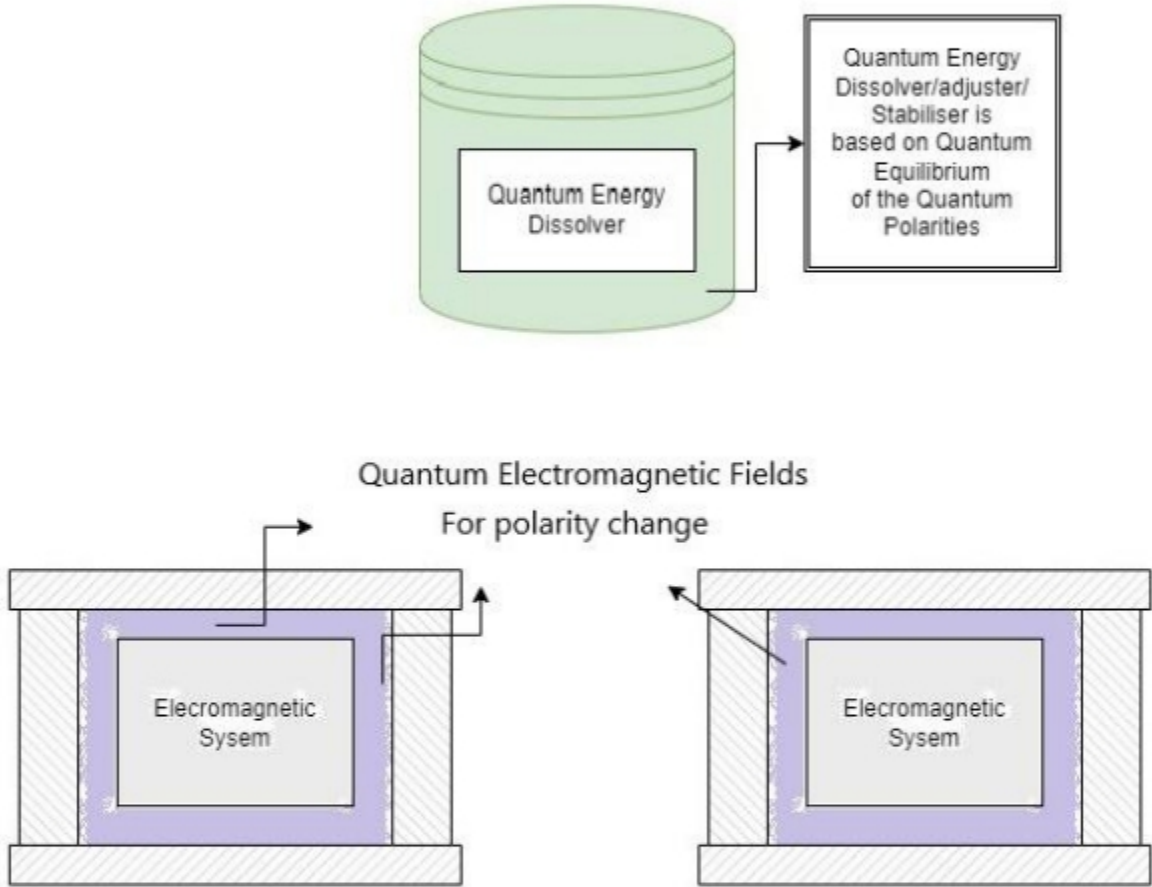 Quantum Energy
Dissolver
Quantum Energy
Dissolver/adjuster/
Stabiliser is
based on Quantum
Equilibrium
of the Quantum
Polarities
Quantum Electromagnetic Fields
For polarity change
Elecromagnetic
Sysem
Elecromagnetic
Sysem